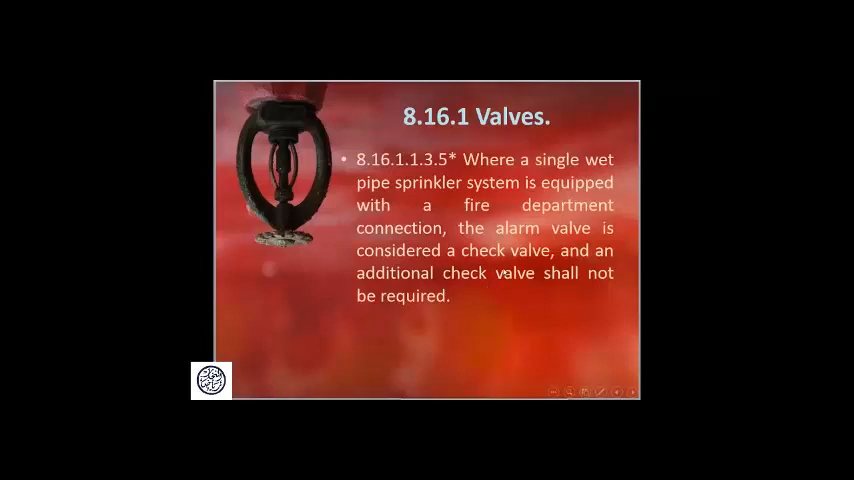 8.16.1 Valves.
• 8.16.1.1.3.5* Where a single wet
pipe sprinkler system is equipped
with a fire department
connection, the alarm valve is
considered a check valve, and an
additional check valve shall not
be required.